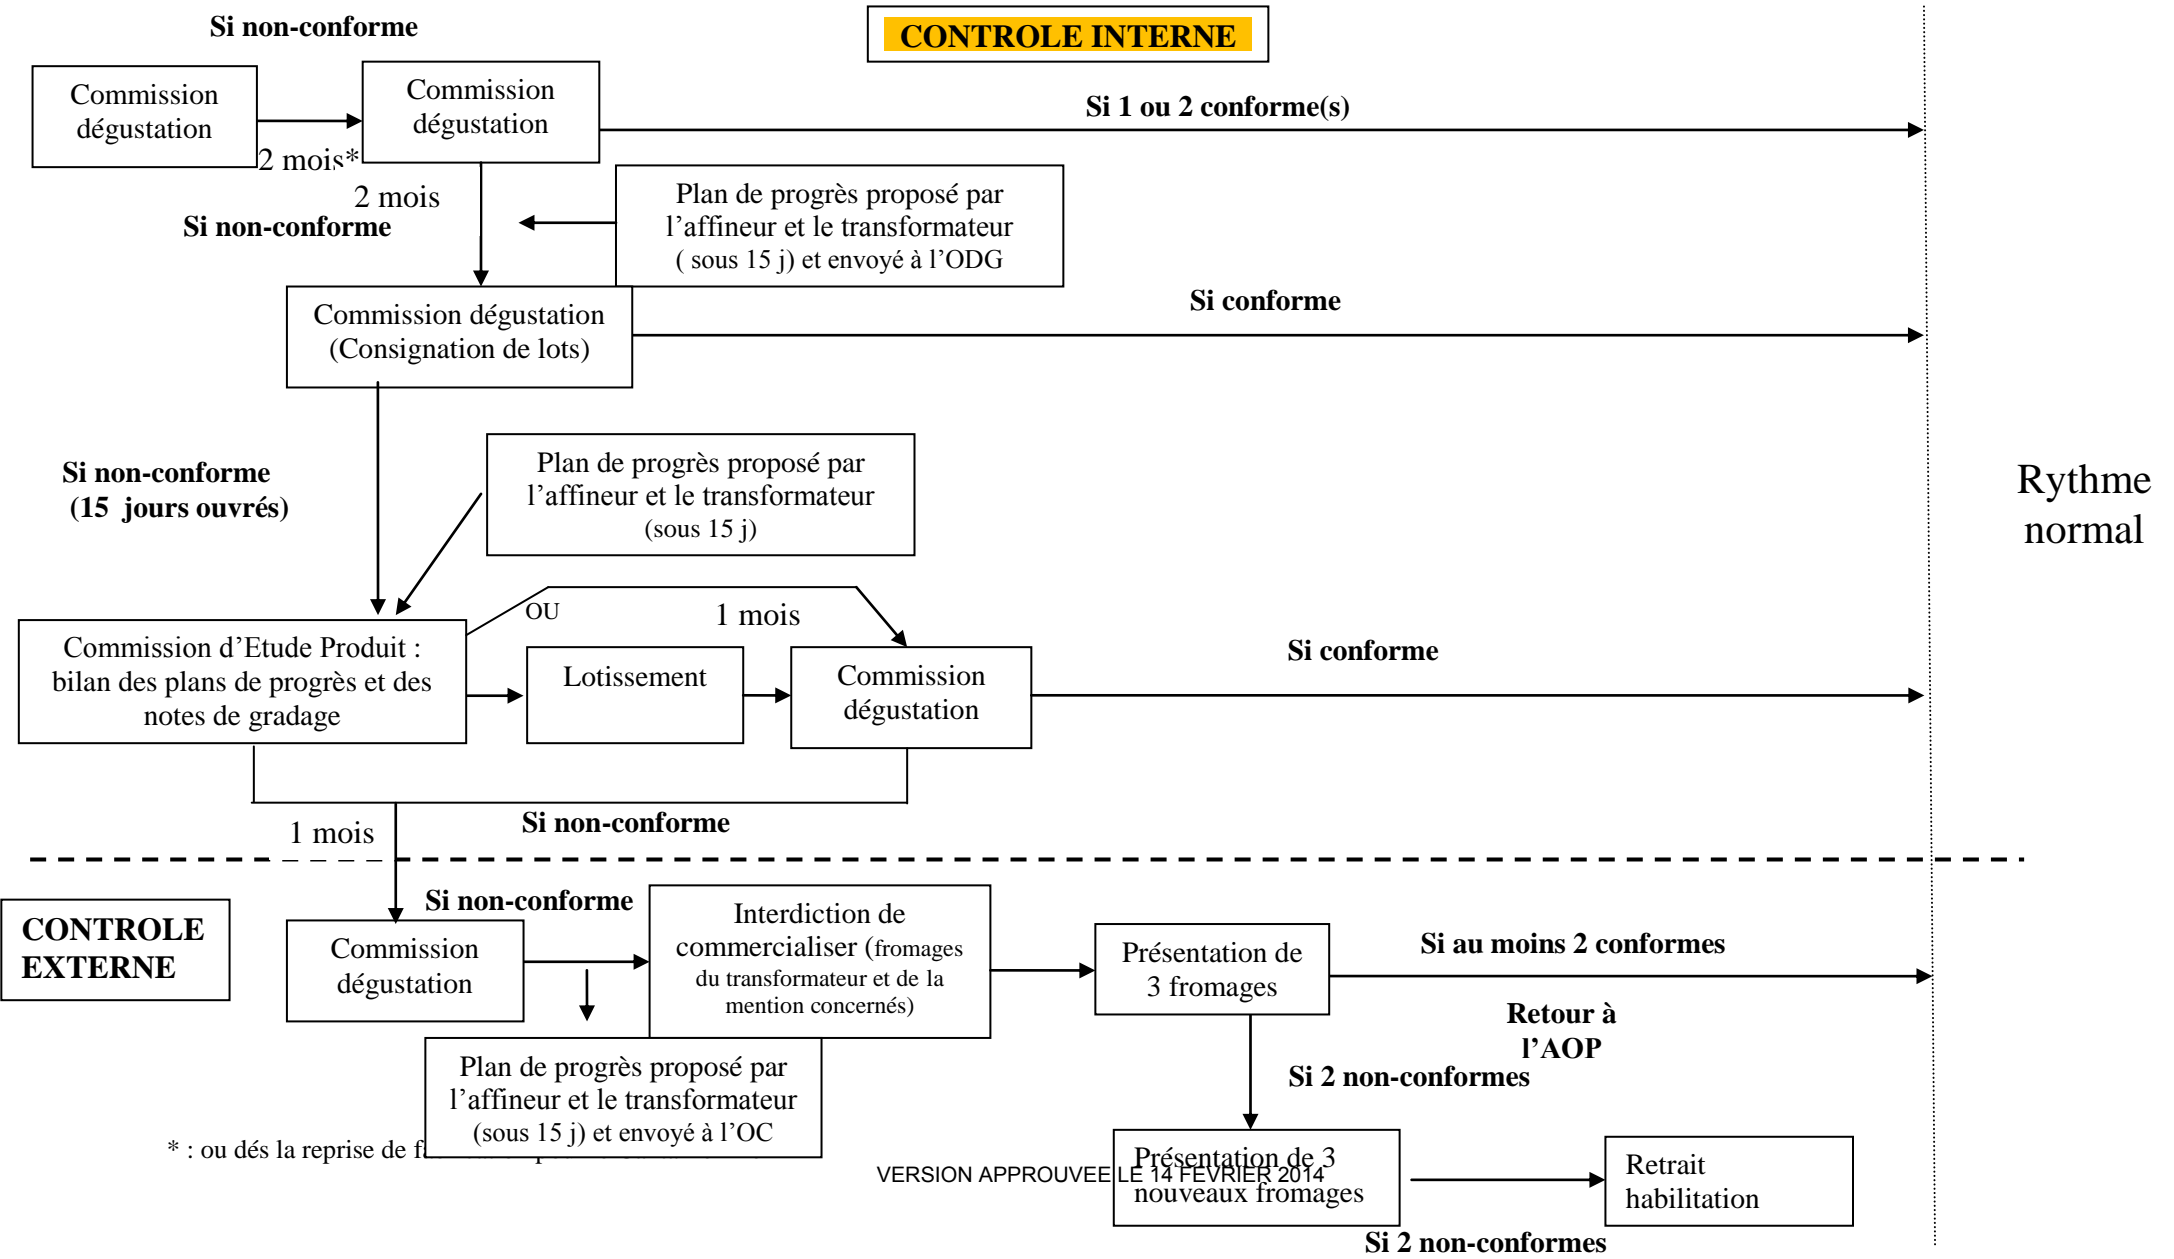 Si non-conforme
CONTROLE INTERNE
Commission
dégustation
Commission
dégustation
Si 1 ou 2 conforme(s)
2 mois*
2 mois
Si non-conforme
Plan de progrès proposé par
l’affineur et le transformateur
( sous 15 j) et envoyé à l’ODG
Commission dégustation
(Consignation de lots)
Si conforme
Si non-conforme
(15 jours ouvrés)
Plan de progrès proposé par
l’affineur et le transformateur
(sous 15 j)
Rythme
normal
OU
1 mois
Commission d’Etude Produit :
bilan des plans de progrès et des
notes de gradage
Lotissement
Commission
dégustation
Si conforme
1 mois
Si non-conforme
CONTROLE
EXTERNE
Si non-conforme
Commission
dégustation
Interdiction de
commercialiser (fromages
du transformateur et de la
mention concernés)
Présentation de
3 fromages
Si au moins 2 conformes
Retour à
l’AOP
Plan de progrès proposé par
l’affineur et le transformateur
(sous 15 j) et envoyé à l’OC
Si 2 non-conformes
* : ou dés la reprise de
VERSION APPROUVEE LE 14 FEVRIER 2014
Présentation de 3
nouveaux fromages
Retrait
habilitation
Si 2 non-conformes